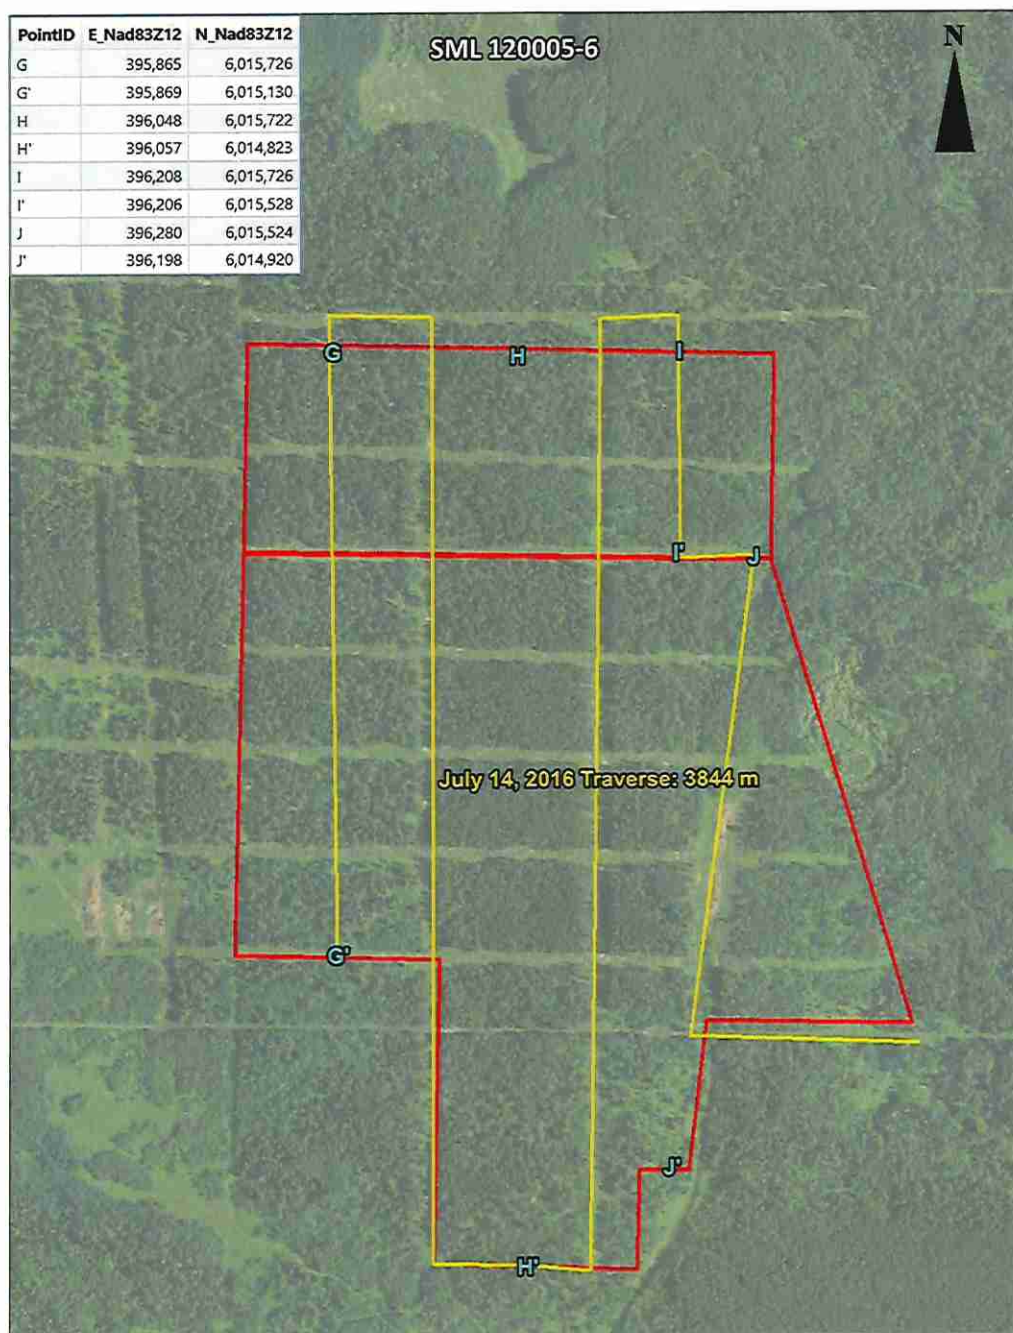 PointID E_Nad83Z12 N_Nad83Z12
G 395,865 6,015,726
G' 395,869 6,015,130
H 396,048 6,015,722
H' 396,057 6,014,823
I 396,208 6,015,726
I' 396,206 6,015,528
J 396,280 6,015,524
J' 396,198 6,014,920
SML 120005-6
N
G H I
I' J
July 14, 2016 Traverse: 3844 m
G'
J'
H'